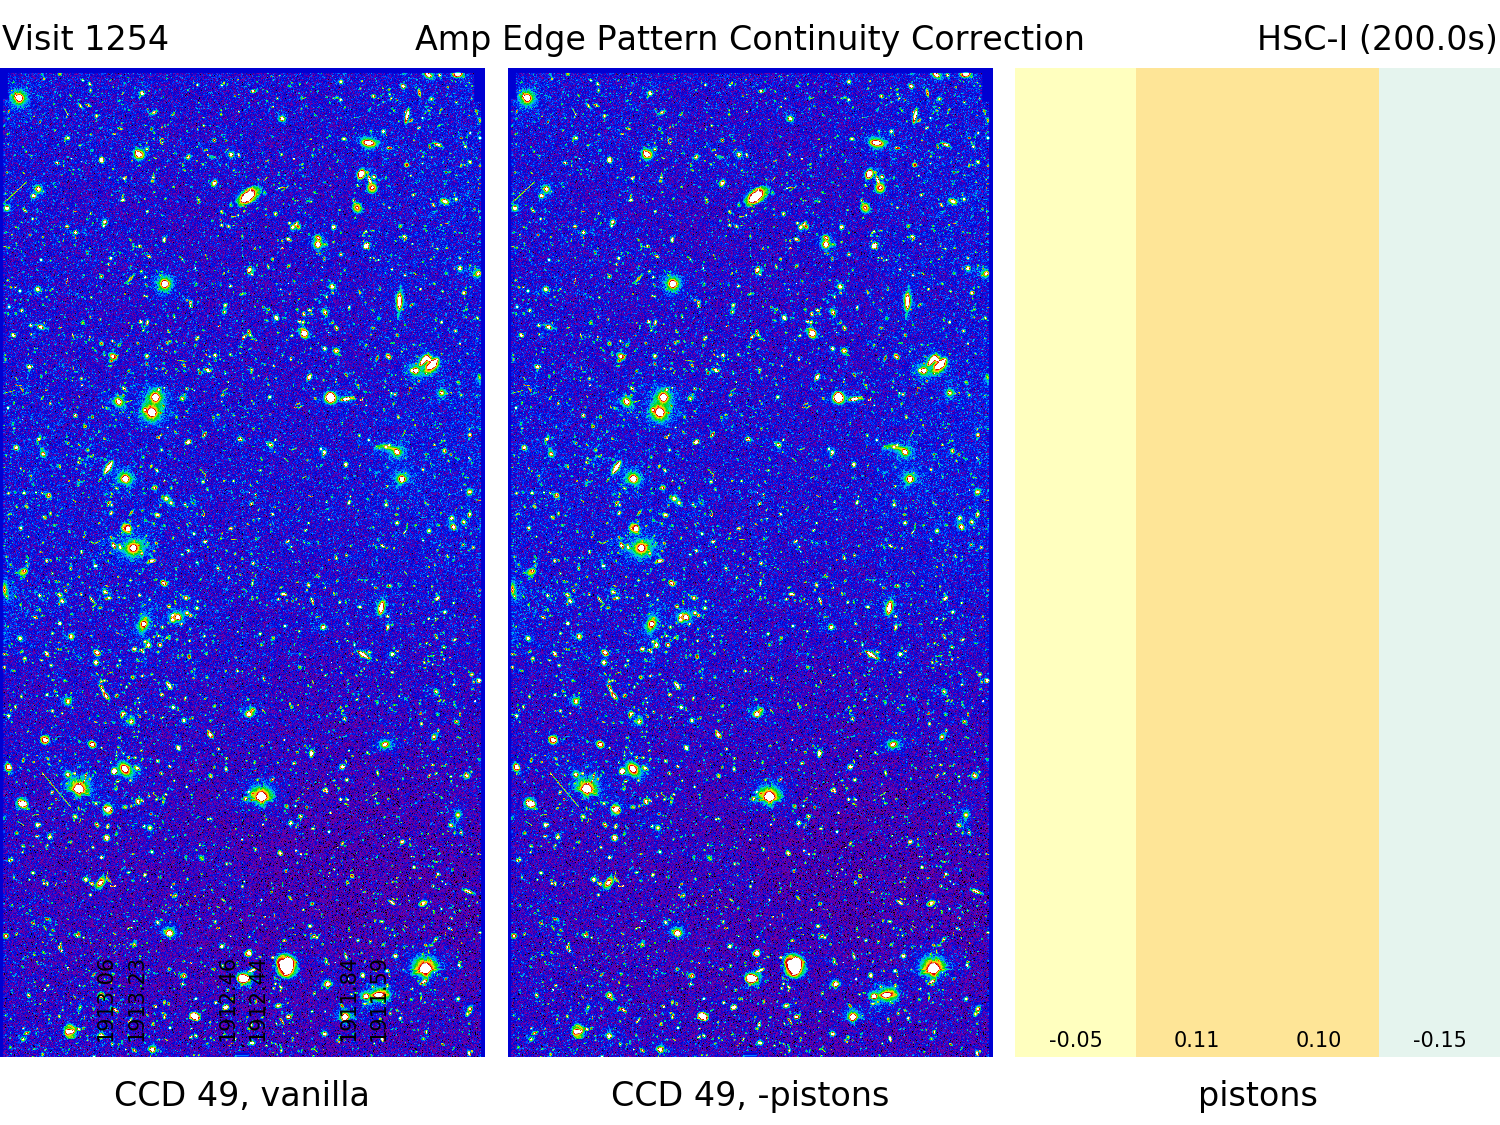 Visit 1254
Amp Edge Pattern Continuity Correction
HSC-I (200.0s)
1913.06
1913.23
1912.46
1912.44
1911.84
1911.59
-0.05
0.11
0.10
-0.15
CCD 49, vanilla
CCD 49, -pistons
pistons